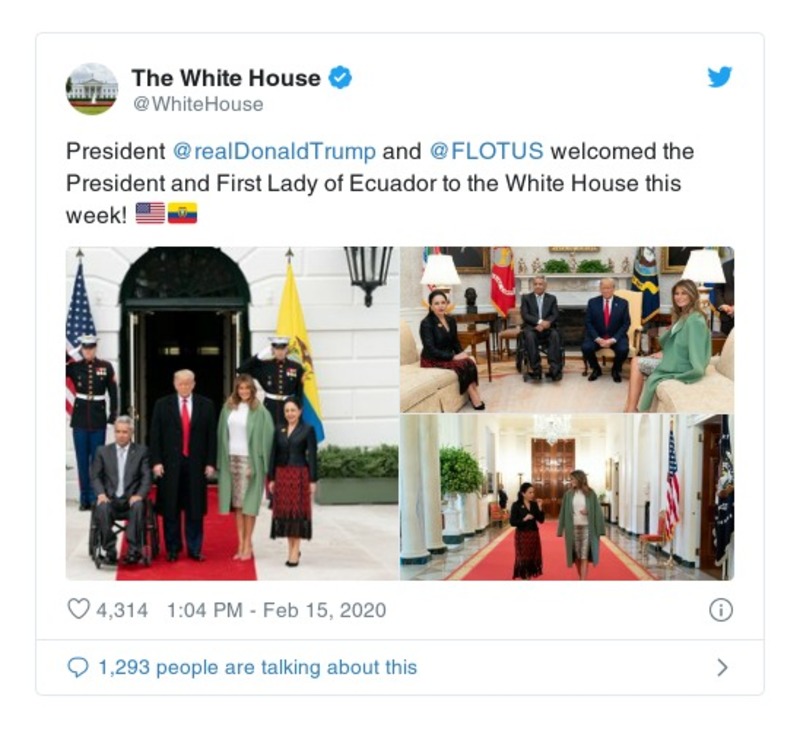 The White House
@WhiteHouse
President @realDonaldTrump and @FLOTUS welcomed the
President and First Lady of Ecuador to the White House this
week! 🇺🇸🇪🇨
4,314 1:04 PM - Feb 15, 2020
1,293 people are talking about this